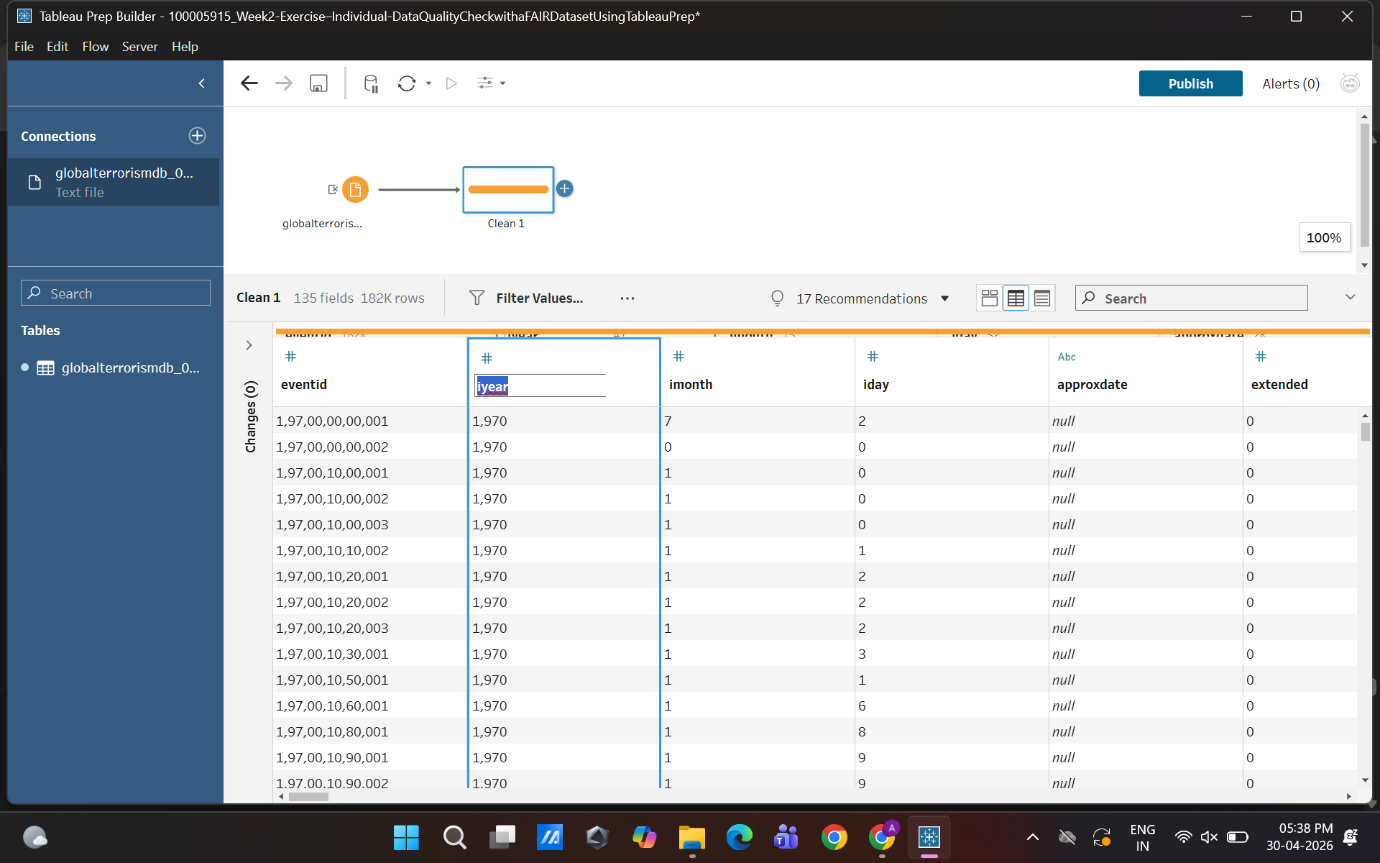 Tableau Prep Builder - 100005915_Week2-Exercise–Individual-DataQualityCheckwithaFAIRDatasetUsingTableauPrep*
File Edit Flow Server Help
Publish Alerts (0)
Connections
globalterrorismdb_0...
Text file
globalterroris... Clean 1
100%
Search
Tables
globalterrorismdb_0...
Clean 1 135 fields 182K rows Filter Values... ... 17 Recommendations Search
Changes (0)
# # # # Abc #
eventid iyear imonth iday approxdate extended
1,97,00,00,00,001 1,970 7 2 null 0
1,97,00,00,00,002 1,970 0 0 null 0
1,97,00,10,00,001 1,970 1 0 null 0
1,97,00,10,00,002 1,970 1 0 null 0
1,97,00,10,00,003 1,970 1 0 null 0
1,97,00,10,10,002 1,970 1 1 null 0
1,97,00,10,20,001 1,970 1 2 null 0
1,97,00,10,20,002 1,970 1 2 null 0
1,97,00,10,20,003 1,970 1 2 null 0
1,97,00,10,30,001 1,970 1 3 null 0
1,97,00,10,50,001 1,970 1 1 null 0
1,97,00,10,60,001 1,970 1 6 null 0
1,97,00,10,80,001 1,970 1 8 null 0
1,97,00,10,90,001 1,970 1 9 null 0
1,97,00,10,90,002 1,970 1 9 null 0
ENG
IN
05:38 PM
30-04-2026